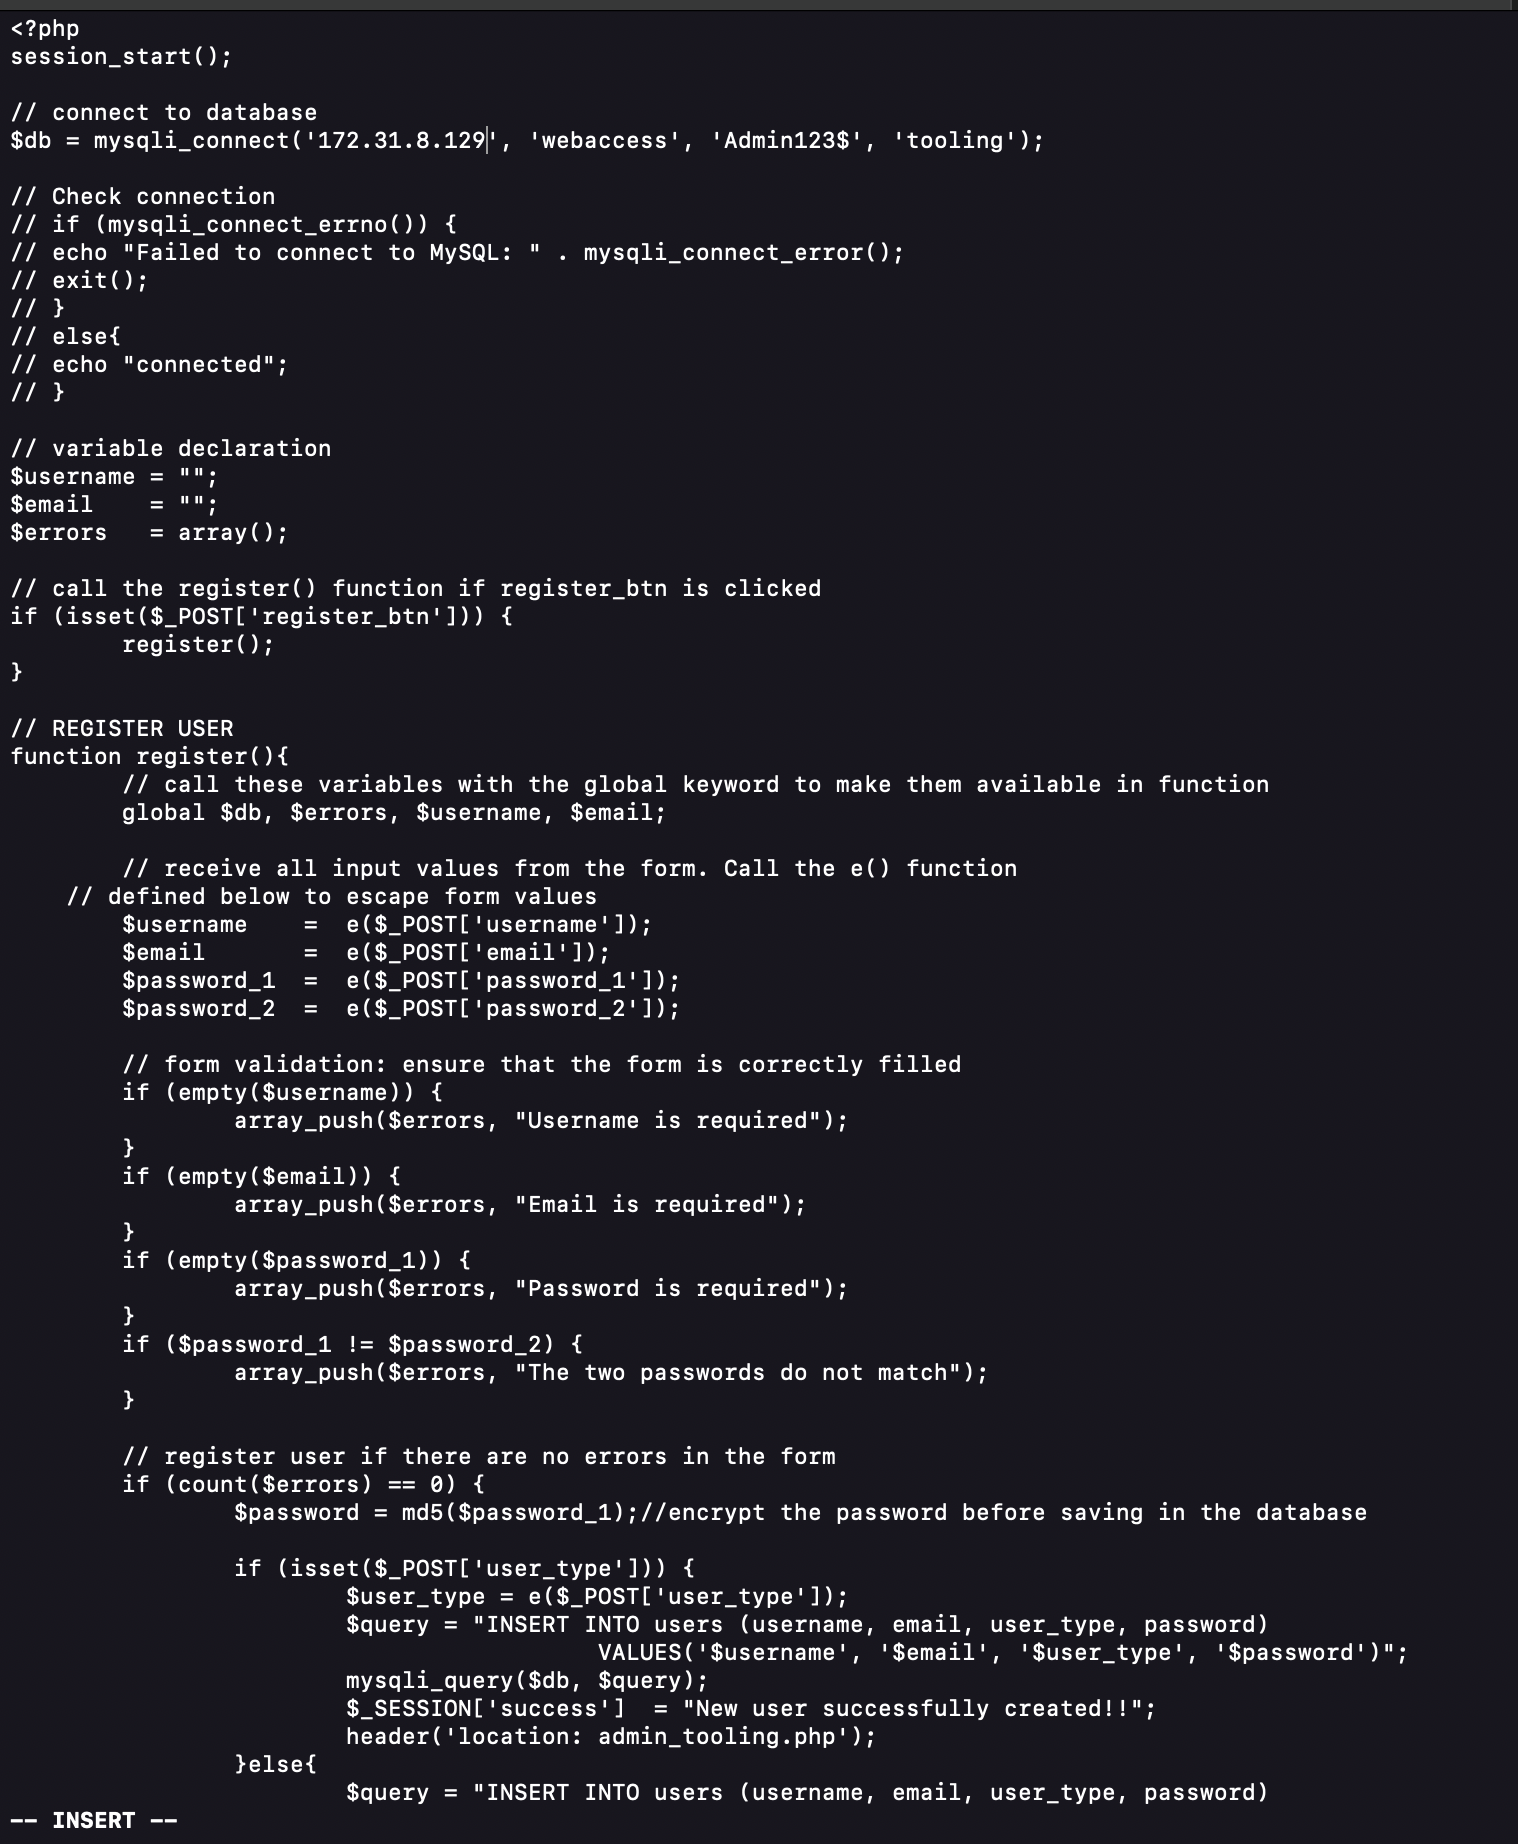 <?php
session_start();

// connect to database
$db = mysqli_connect('172.31.8.129', 'webaccess', 'Admin123$', 'tooling');

// Check connection
// if (mysqli_connect_errno()) {
// echo "Failed to connect to MySQL: " . mysqli_connect_error();
// exit();
// }
// else{
// echo "connected";
// }

// variable declaration
$username = "";
$email    = "";
$errors   = array();

// call the register() function if register_btn is clicked
if (isset($_POST['register_btn'])) {
        register();
}

// REGISTER USER
function register(){
        // call these variables with the global keyword to make them available in function
        global $db, $errors, $username, $email;

        // receive all input values from the form. Call the e() function
    // defined below to escape form values
        $username    =  e($_POST['username']);
        $email       =  e($_POST['email']);
        $password_1  =  e($_POST['password_1']);
        $password_2  =  e($_POST['password_2']);

        // form validation: ensure that the form is correctly filled
        if (empty($username)) {
                array_push($errors, "Username is required");
        }
        if (empty($email)) {
                array_push($errors, "Email is required");
        }
        if (empty($password_1)) {
                array_push($errors, "Password is required");
        }
        if ($password_1 != $password_2) {
                array_push($errors, "The two passwords do not match");
        }

        // register user if there are no errors in the form
        if (count($errors) == 0) {
                $password = md5($password_1);//encrypt the password before saving in the database

                if (isset($_POST['user_type'])) {
                        $user_type = e($_POST['user_type']);
                        $query = "INSERT INTO users (username, email, user_type, password)
                                          VALUES('$username', '$email', '$user_type', '$password')";
                        mysqli_query($db, $query);
                        $_SESSION['success']  = "New user successfully created!!";
                        header('location: admin_tooling.php');
                }else{
                        $query = "INSERT INTO users (username, email, user_type, password)
-- INSERT --